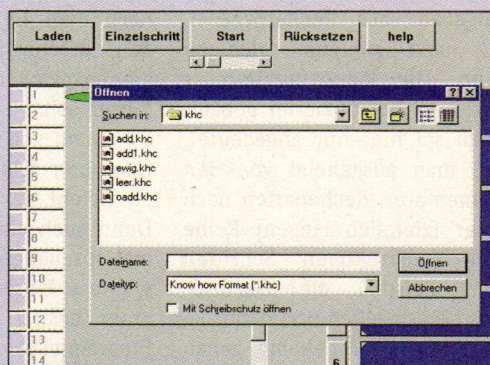 Laden Einzelschritt Start Rücksetzen help
1
2
3
4
5
6
7
8
9
10
11
12
13
14
Öffnen
Suchen in: khc
add.khc
add1.khc
ewig.khc
leer.khc
oadd.khc
Dateiname: Öffnen
Dateityp: Know how Format (*.khc) Abbrechen
Mit Schreibschutz öffnen
6